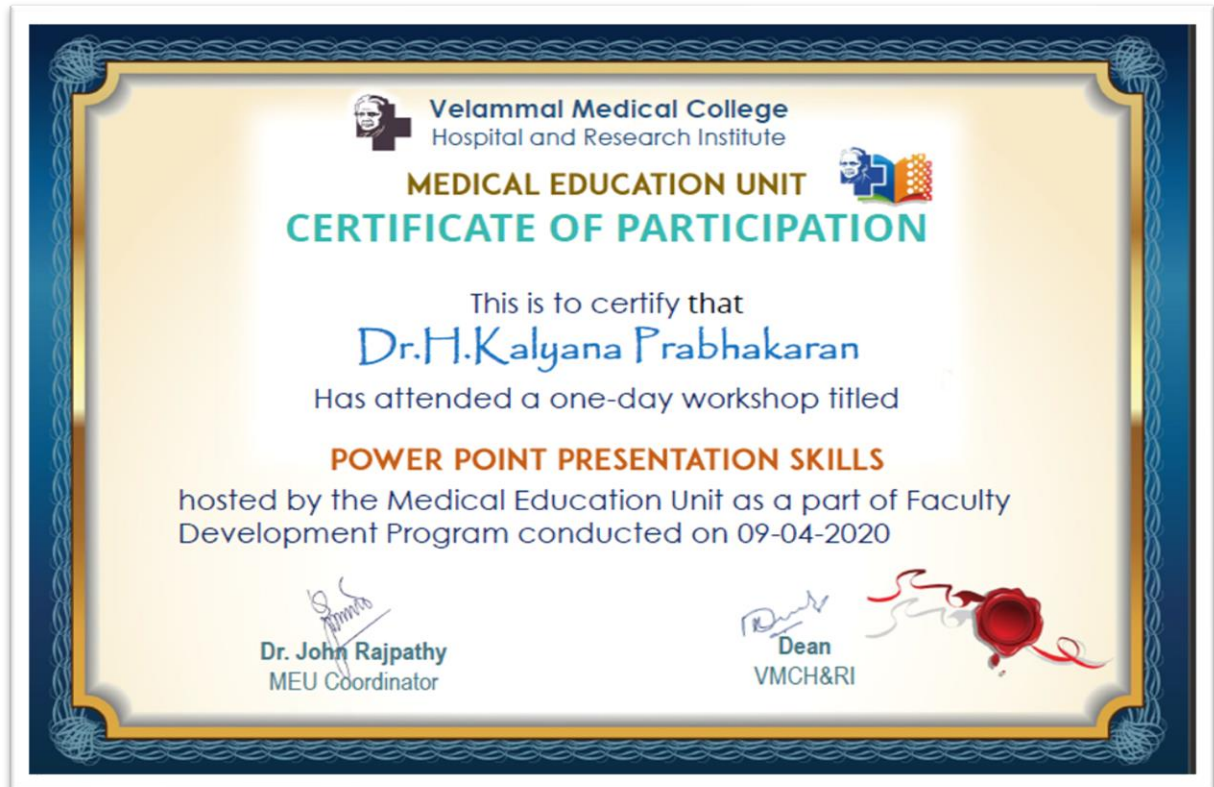 Velammal Medical College
Hospital and Research Institute
MEDICAL EDUCATION UNIT
CERTIFICATE OF PARTICIPATION
This is to certify that
Dr.H.Kalyana Prabhakaran
Has attended a one-day workshop titled
POWER POINT PRESENTATION SKILLS
hosted by the Medical Education Unit as a part of Faculty
Development Program conducted on 09-04-2020
Dr. John Rajpathy
MEU Coordinator
Dean
VMCH&RI